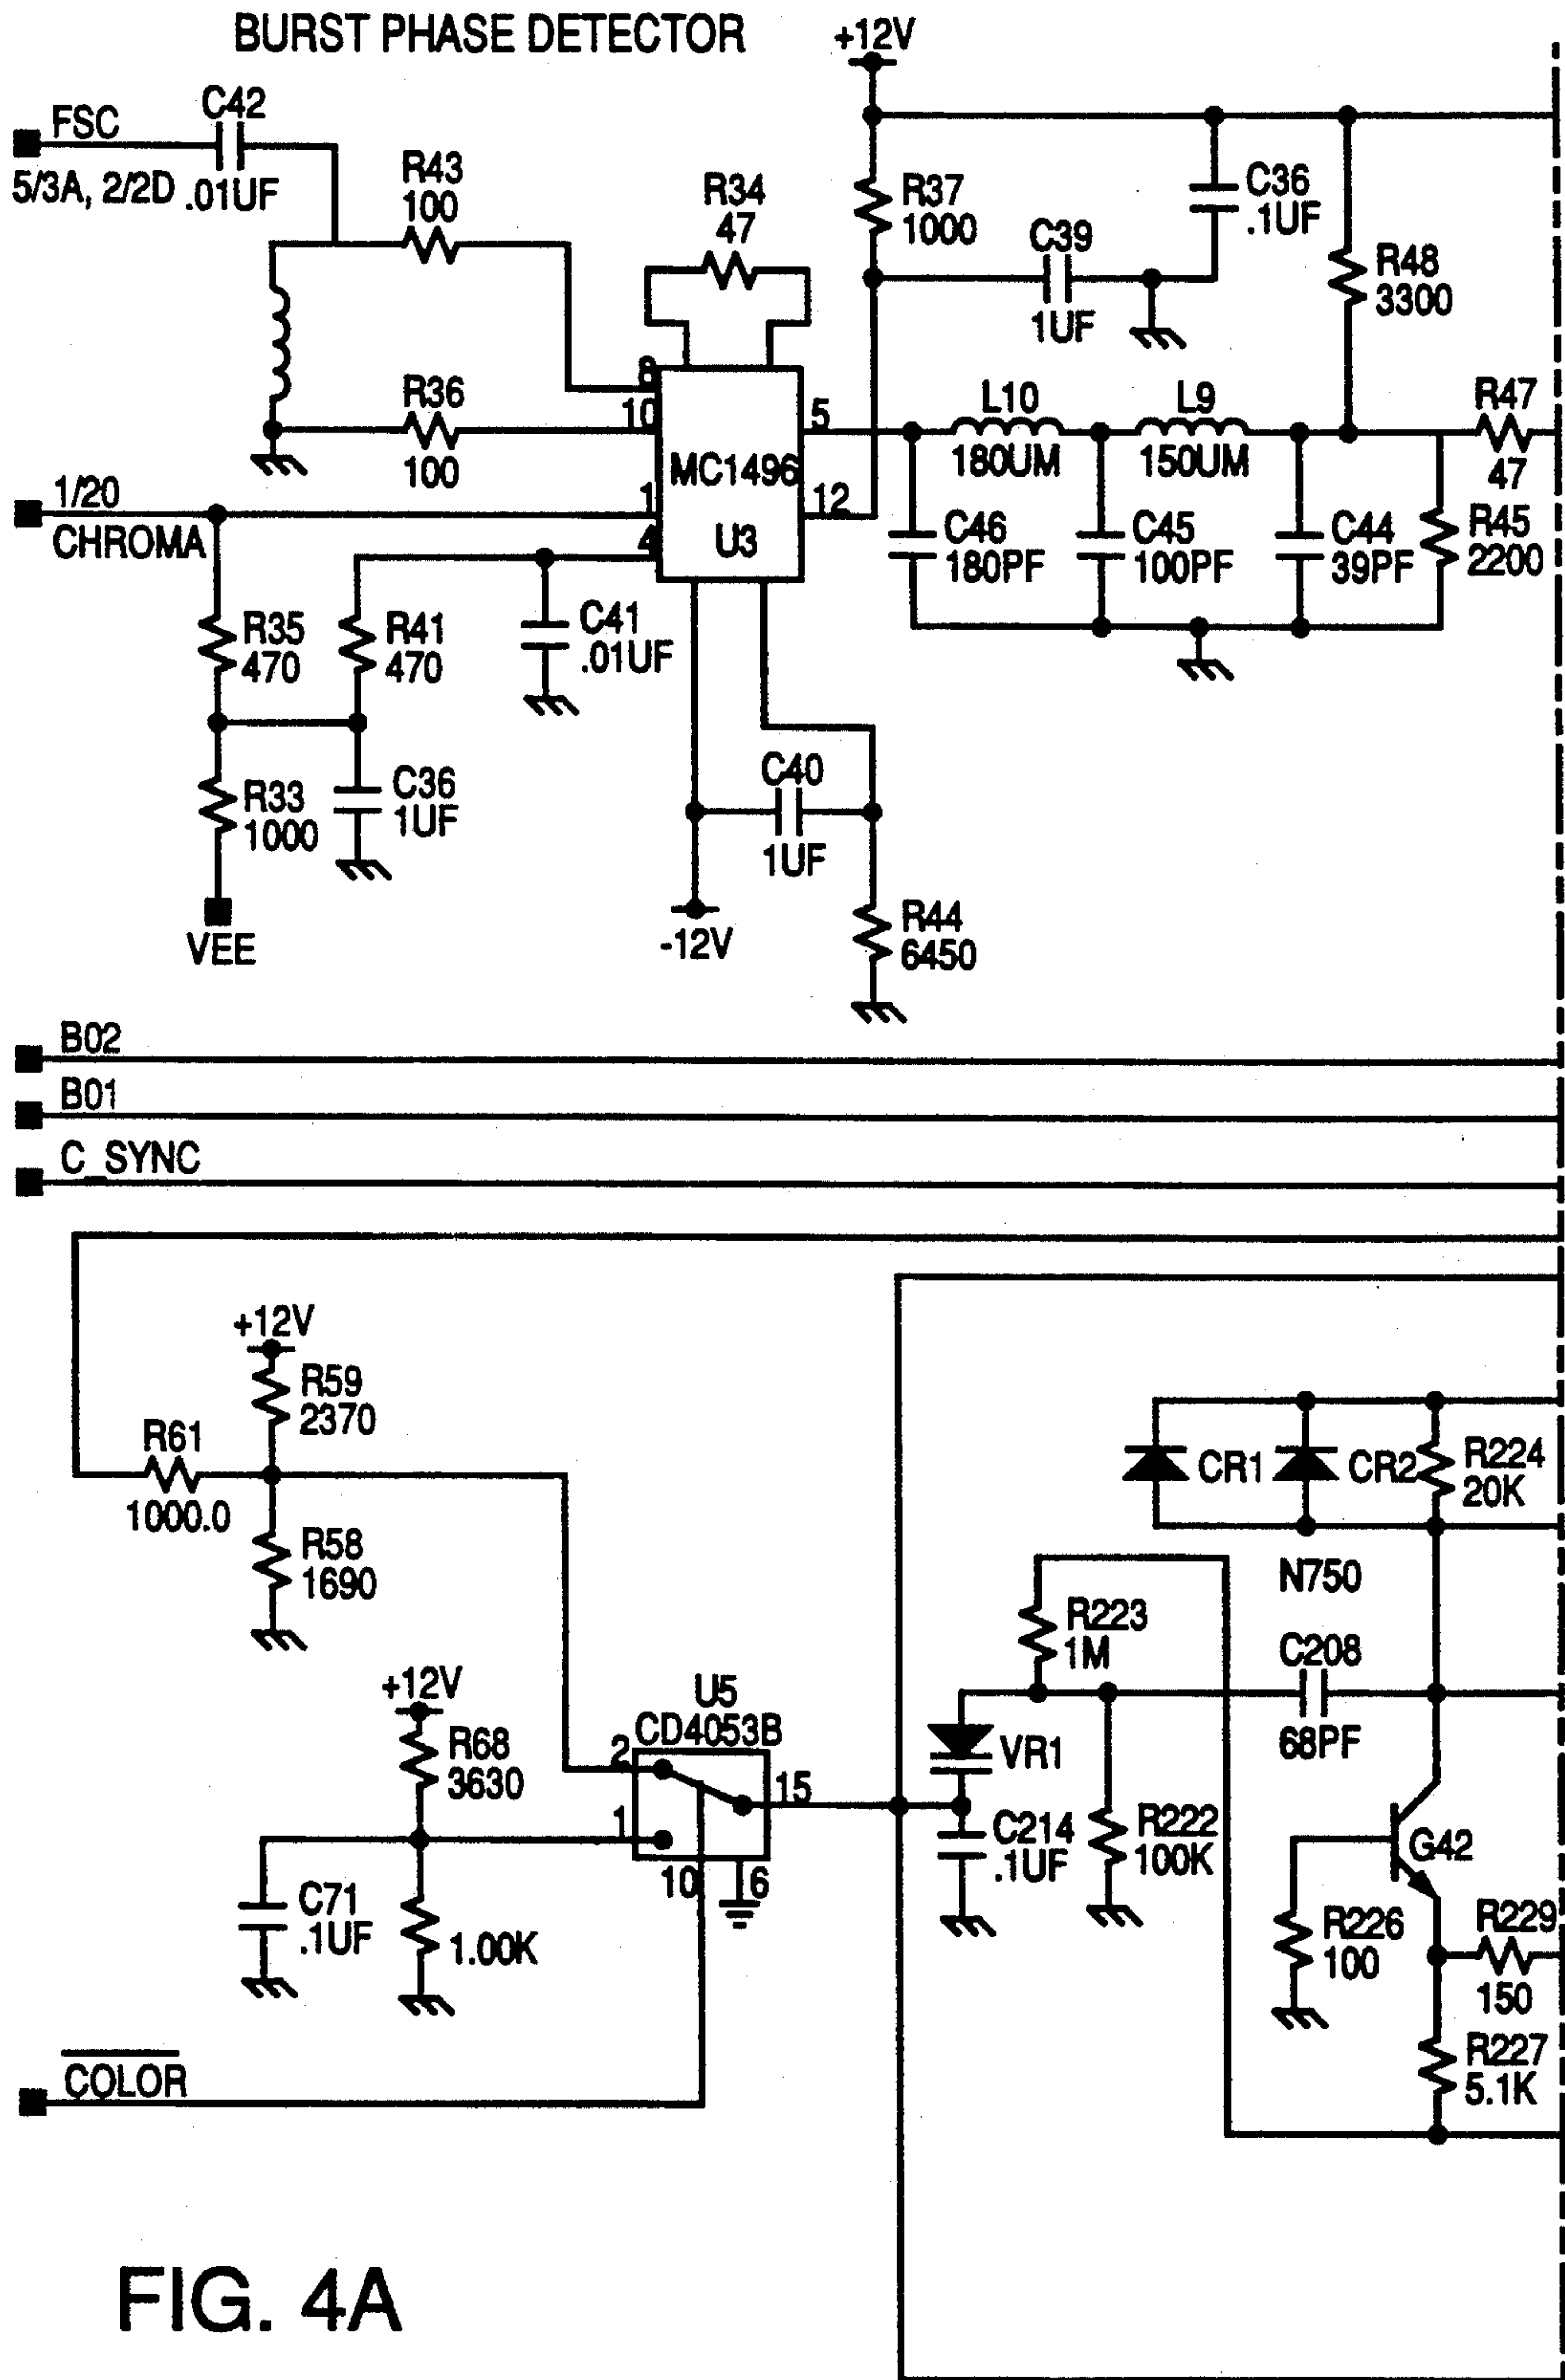 BURST PHASE DETECTOR
+12V
FSC
5/3A, 2/2D
C42
.01UF
R43
100
R34
47
R37
1000
C39
1UF
C36
.1UF
R48
3300
R36
100
8
10
1
4
MC1496
U3
5
12
L10
180UM
L9
150UM
R47
47
C46
180PF
C45
100PF
C44
39PF
R45
2200
1/20
CHROMA
R35
470
R41
470
C41
.01UF
R33
1000
C36
1UF
VEE
C40
1UF
-12V
R44
6450
B02
B01
C_SYNC
+12V
R59
2370
R61
1000.0
R58
1690
+12V
R68
3630
C71
.1UF
1.00K
U5
CD4053B
2
1
15
10
6
COLOR
CR1
CR2
R224
20K
N750
R223
1M
C208
68PF
VR1
C214
.1UF
R222
100K
G42
R226
100
R229
150
R227
5.1K
FIG. 4A